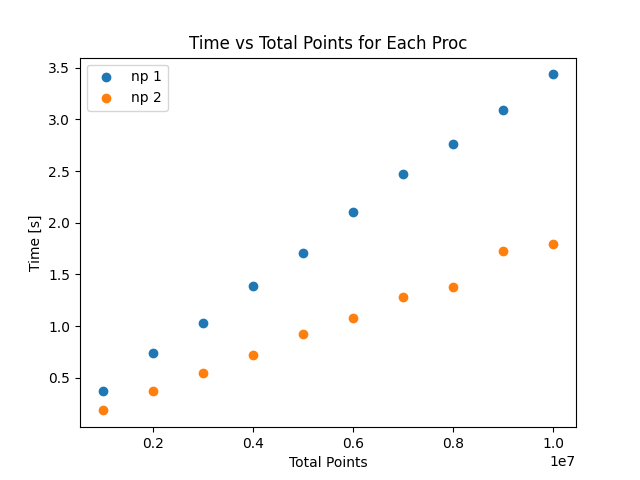 Time vs Total Points for Each Proc
np 1
np 2
3.5
3.0
2.5
2.0
1.5
1.0
0.5
Time [s]
0.2 0.4 0.6 0.8 1.0
1e7
Total Points